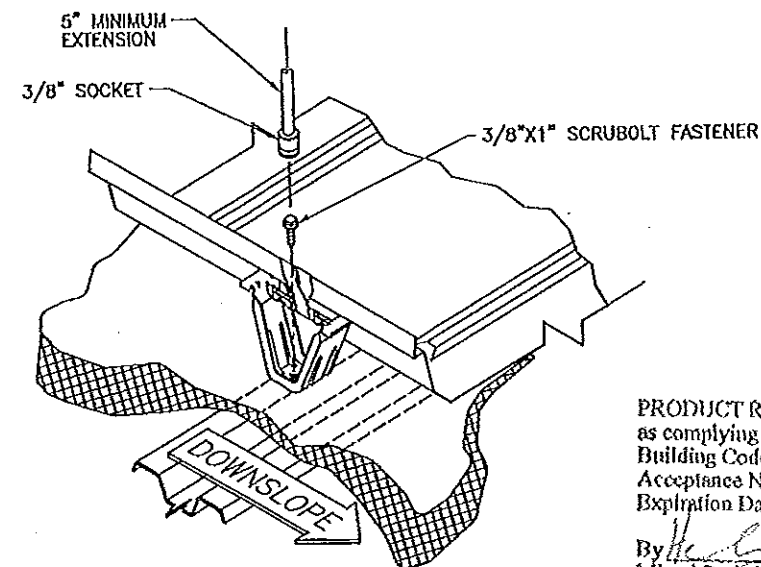 5" MINIMUM
EXTENSION
3/8" SOCKET
3/8"X1" SCRUBOLT FASTENER
DOWNSLOPE
PRODUCT R
as complying
Building Code
Acceptance N
Expiration Da
By